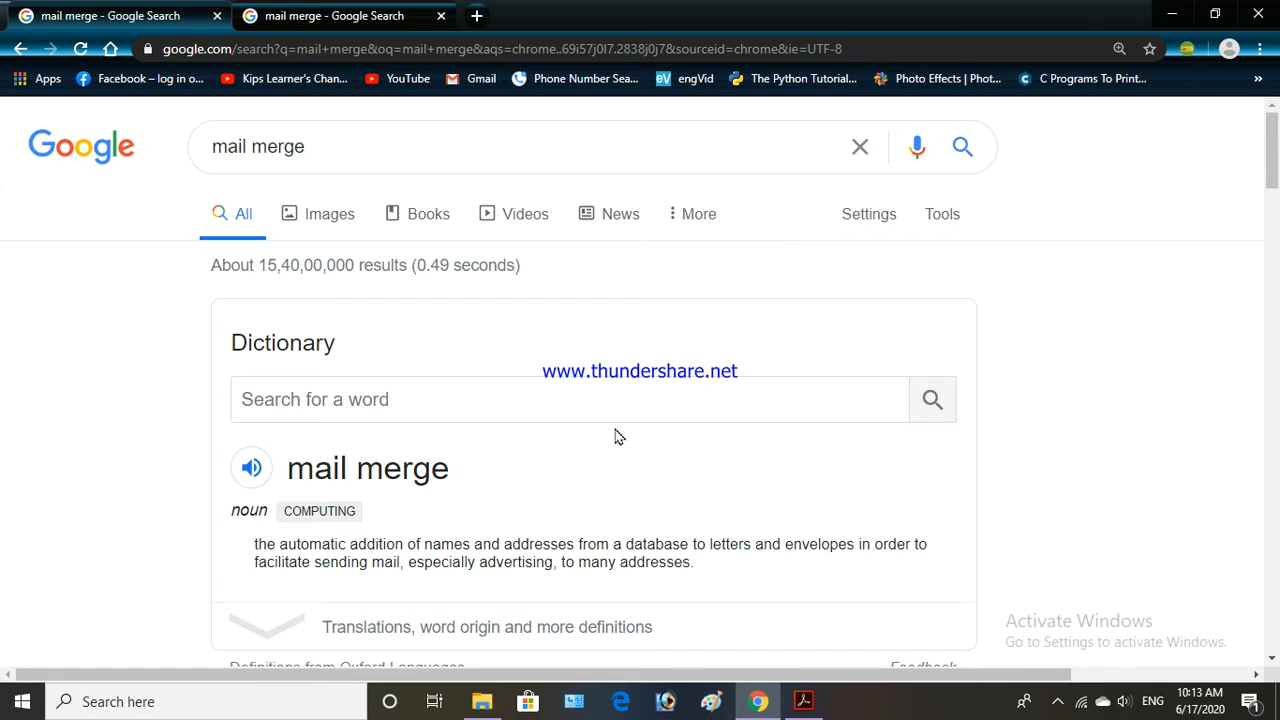 mail merge - Google Search
mail merge - Google Search
google.com/search?q=mail+merge&oq=mail+merge&aqs=chrome..69i57j0l7.2838j0j7&sourceid=chrome&ie=UTF-8
Apps Facebook – log in o... Kips Learner's Chan... YouTube Gmail Phone Number Sea... engVid The Python Tutorial... Photo Effects | Phot... C Programs To Print... »
Google mail merge
All Images Books Videos News More Settings Tools
About 15,40,00,000 results (0.49 seconds)
Dictionary
www.thundershare.net
Search for a word
mail merge
noun COMPUTING
the automatic addition of names and addresses from a database to letters and envelopes in order to
facilitate sending mail, especially advertising, to many addresses.
Translations, word origin and more definitions
Definitions from Oxford Languages Feedback
Activate Windows
Go to Settings to activate Windows.
Search here ENG 10:13 AM
6/17/2020